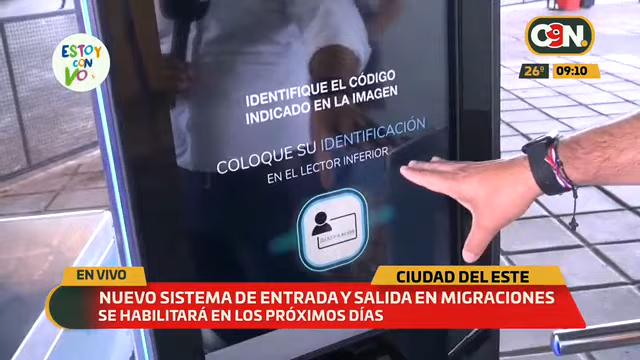 ESTOY
CON
VO
C9N
26°
09:10
IDENTIFIQUE EL CÓDIGO
INDICADO EN LA IMAGEN
COLOQUE SU IDENTIFICACIÓN
EN EL LECTOR INFERIOR.
EN VIVO
CIUDAD DEL ESTE
NUEVO SISTEMA DE ENTRADA Y SALIDA EN MIGRACIONES
SE HABILITARÁ EN LOS PRÓXIMOS DÍAS